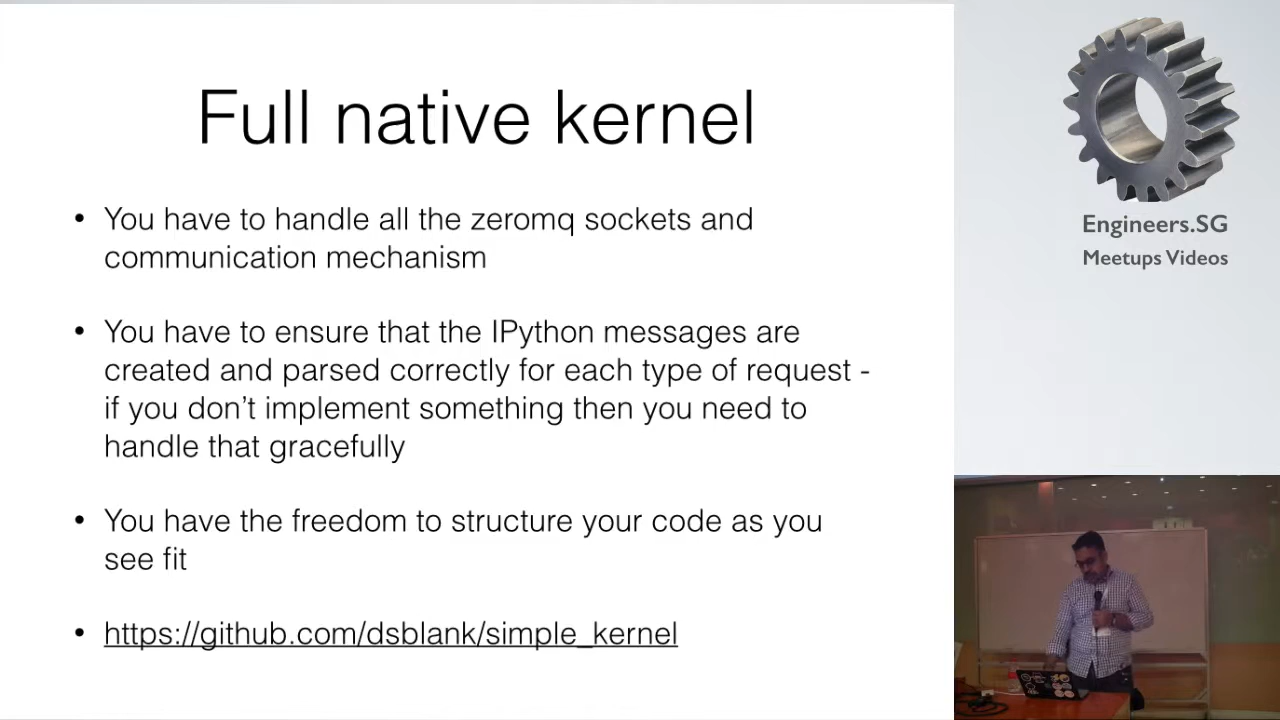 Full native kernel
• You have to handle all the zeromq sockets and
communication mechanism
• You have to ensure that the IPython messages are
created and parsed correctly for each type of request -
if you don’t implement something then you need to
handle that gracefully
• You have the freedom to structure your code as you
see fit
• https://github.com/dsblank/simple_kernel
Engineers.SG
Meetups Videos